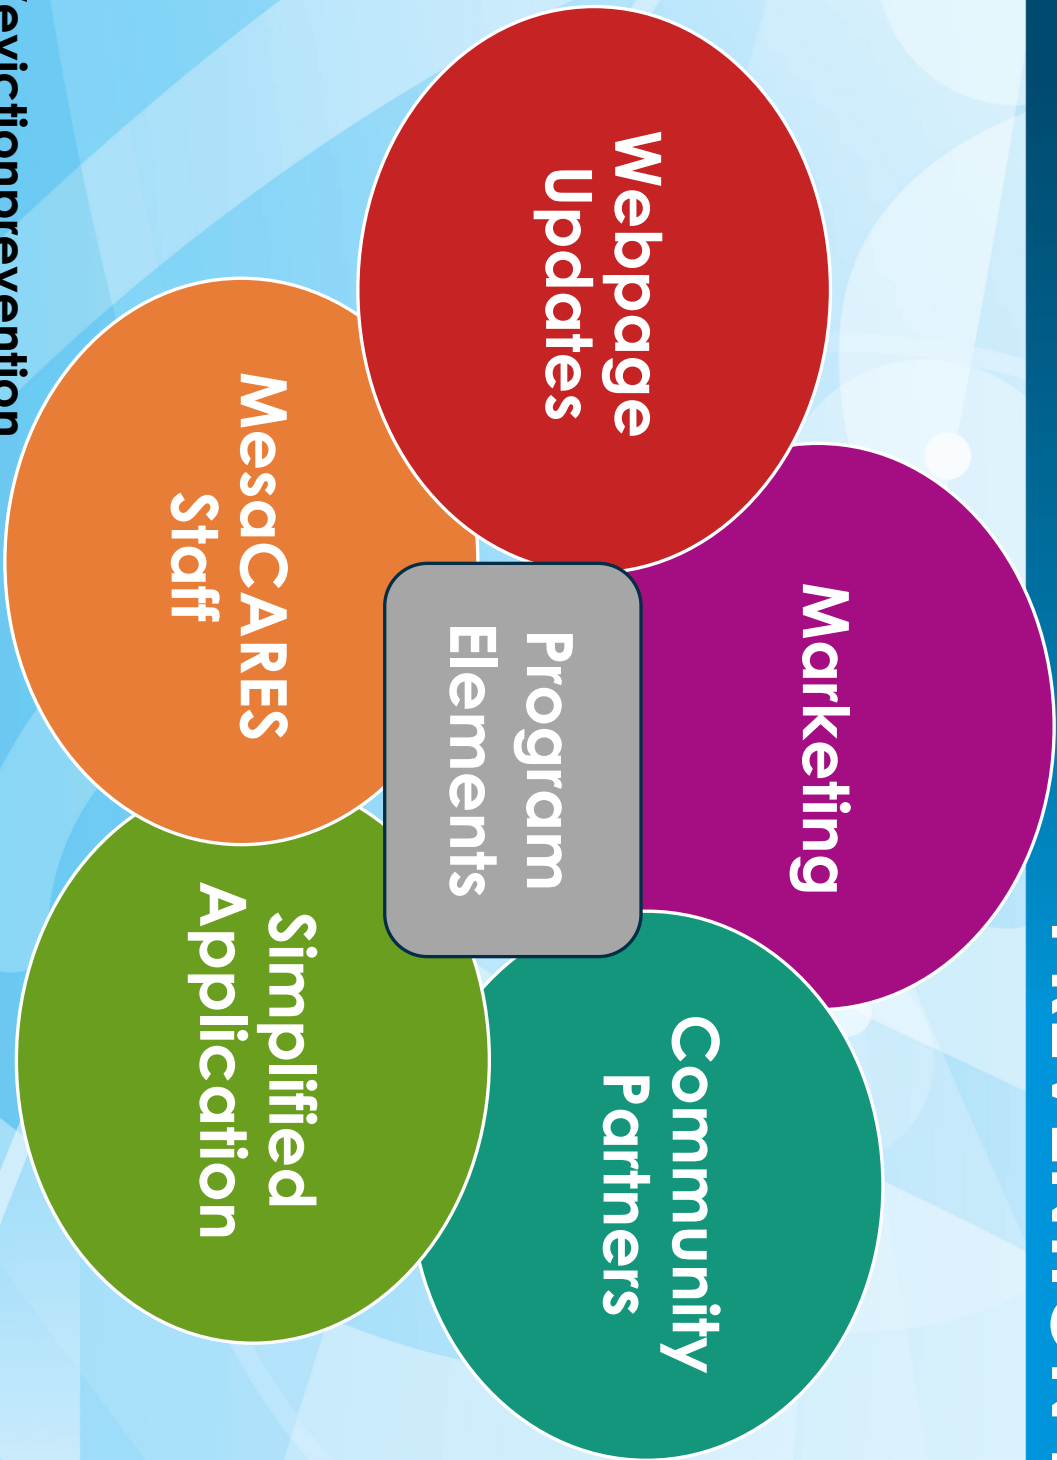 Marketing
Webpage
Updates
Community
Partners
Program
Elements
MesaCARES
Staff
Simplified
Application
evictionprevention